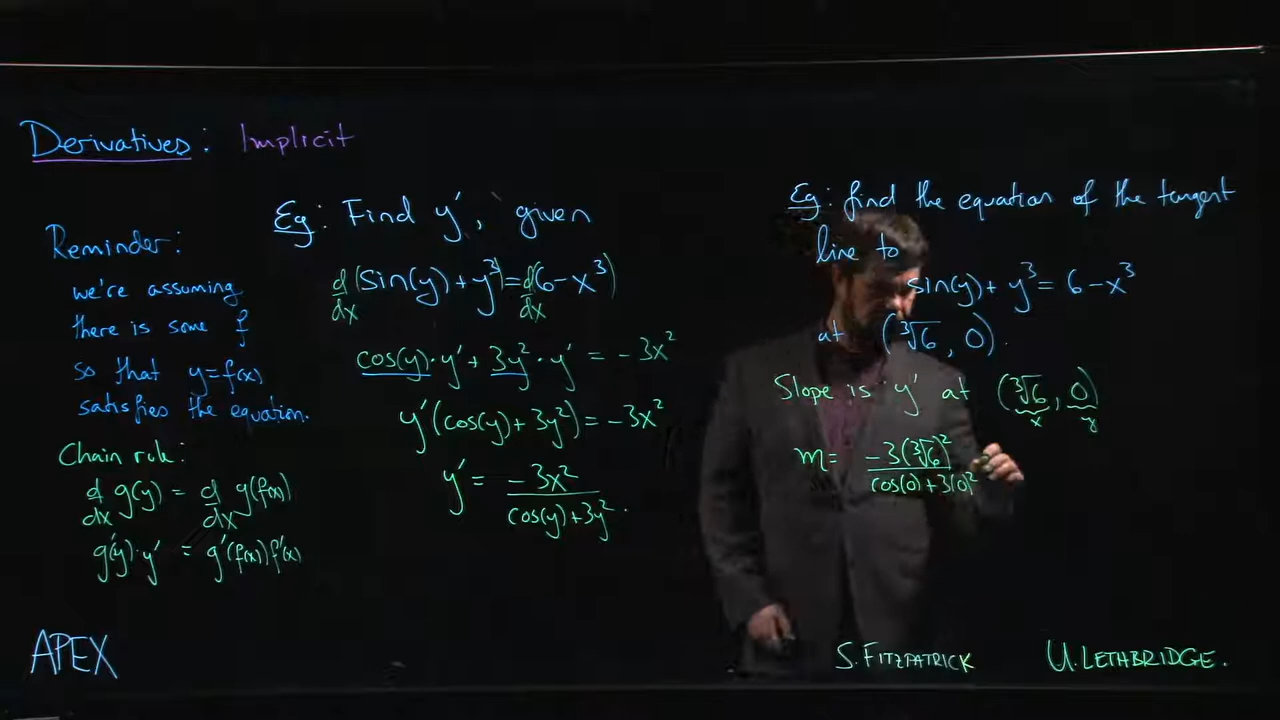 Derivatives: Implicit
Reminder:
we're assuming
there is some f
so that y=f(x)
satisfies the equation.
Chain rule:
d/dx g(y) = d/dx g(f(x))
g'(y)·y' = g'(f(x))f'(x)
Eg: Find y', given
d/dx(sin(y)+y³)=d/dx(6-x³)
cos(y)·y' + 3y²·y' = -3x²
y'(cos(y)+3y²)=-3x²
y' = -3x²/(cos(y)+3y²).
Eg: find the equation of the tangent
line to
sin(y)+y³=6-x³
at (∛6, 0).
Slope is y' at (∛6, 0)
x y
m= -3(∛6)²/(cos(0)+3(0)²
APEX
S. FITZPATRICK
U. LETHBRIDGE.